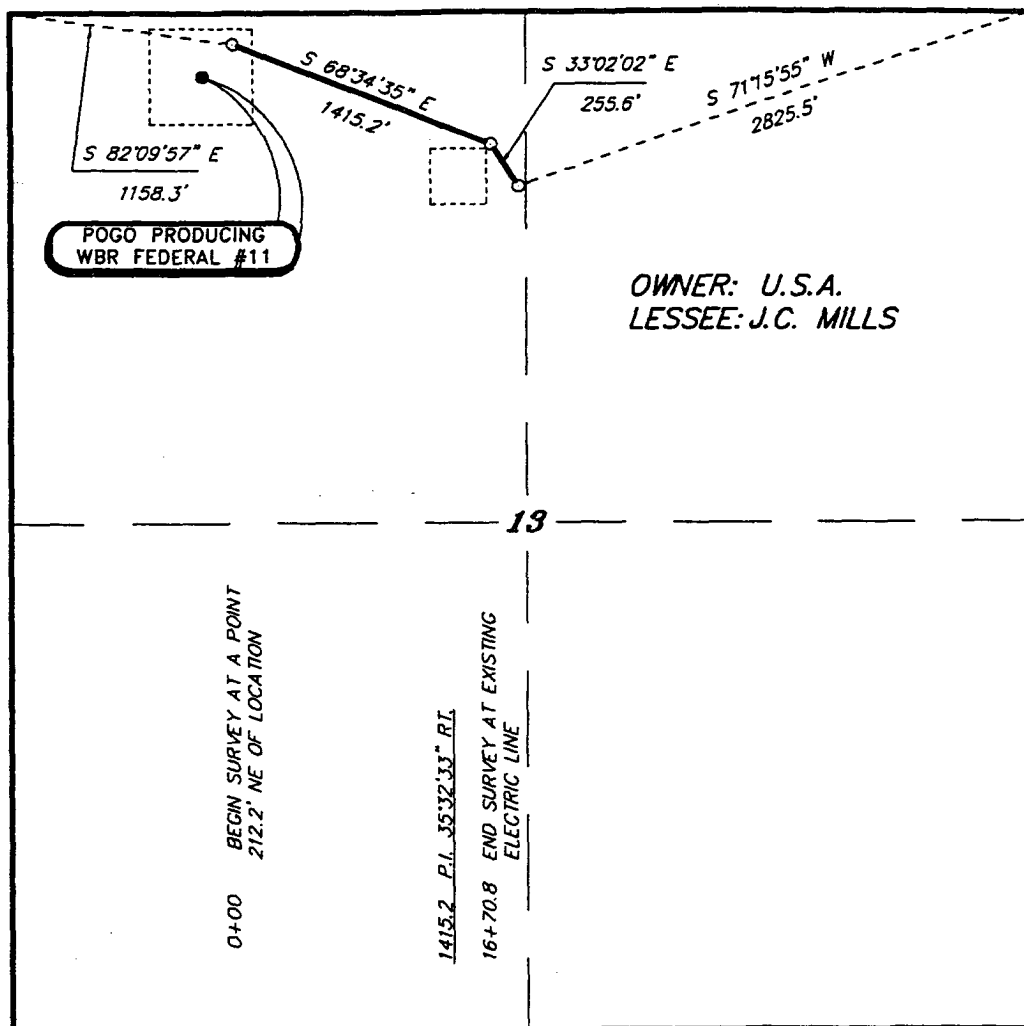 S 68°34'35" E
1415.2'
S 33°02'02" E
255.6'
S 71°15'55" W
2825.5'
S 82°09'57" E
1158.3'
POGO PRODUCING
WBR FEDERAL #11
OWNER: U.S.A.
LESSEE: J.C. MILLS
13
0+00 BEGIN SURVEY AT A POINT
212.2' NE OF LOCATION
1415.2 P.I. 35°32'33" RT.
16+70.8 END SURVEY AT EXISTING
ELECTRIC LINE